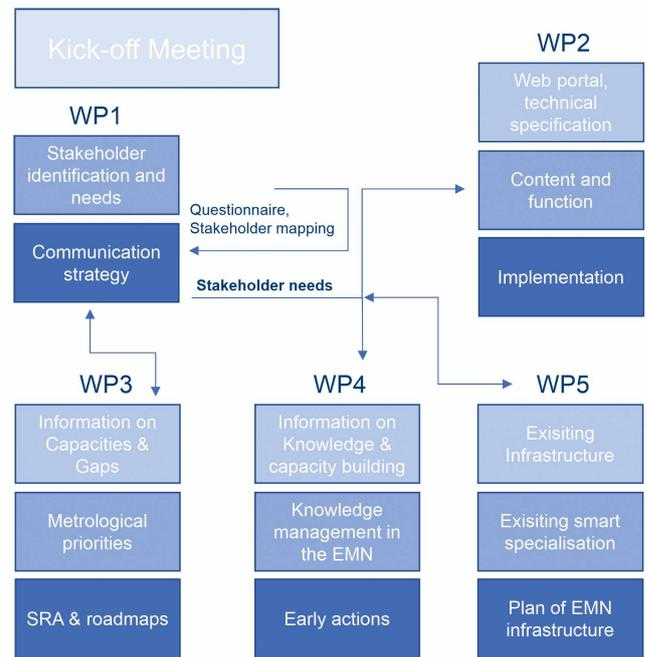 Kick-off Meeting
WP1
Stakeholder
identification and
needs
Communication
strategy
Questionnaire,
Stakeholder mapping
Stakeholder needs
WP2
Web portal,
technical
specification
Content and
function
Implementation
WP3
Information on
Capacities &
Gaps
Metrological
priorities
SRA & roadmaps
WP4
Information on
Knowledge &
capacity building
Knowledge
management in
the EMN
Early actions
WP5
Exisiting
Infrastructure
Exisiting smart
specialisation
Plan of EMN
infrastructure